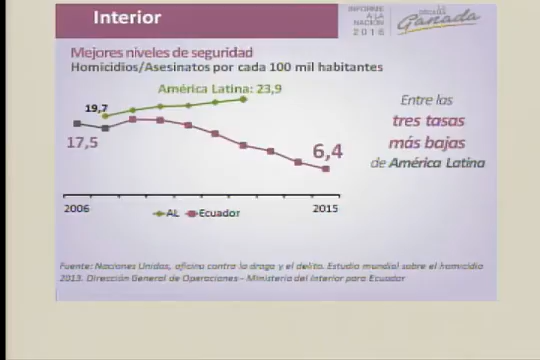 Interior
INFORME
A LA
NACIÓN
2016
LA
DÉCADA
Ganada
Mejores niveles de seguridad
Homicidios/Asesinatos por cada 100 mil habitantes
América Latina: 23,9
19,7
17,5
6,4
Entre las
tres tasas
más bajas
de América Latina
2006
2015
AL
Ecuador
Fuente: Naciones Unidas, oficina contra la droga y el delito. Estudio mundial sobre el homicidio
2013. Dirección General de Operaciones - Ministerio del Interior para Ecuador